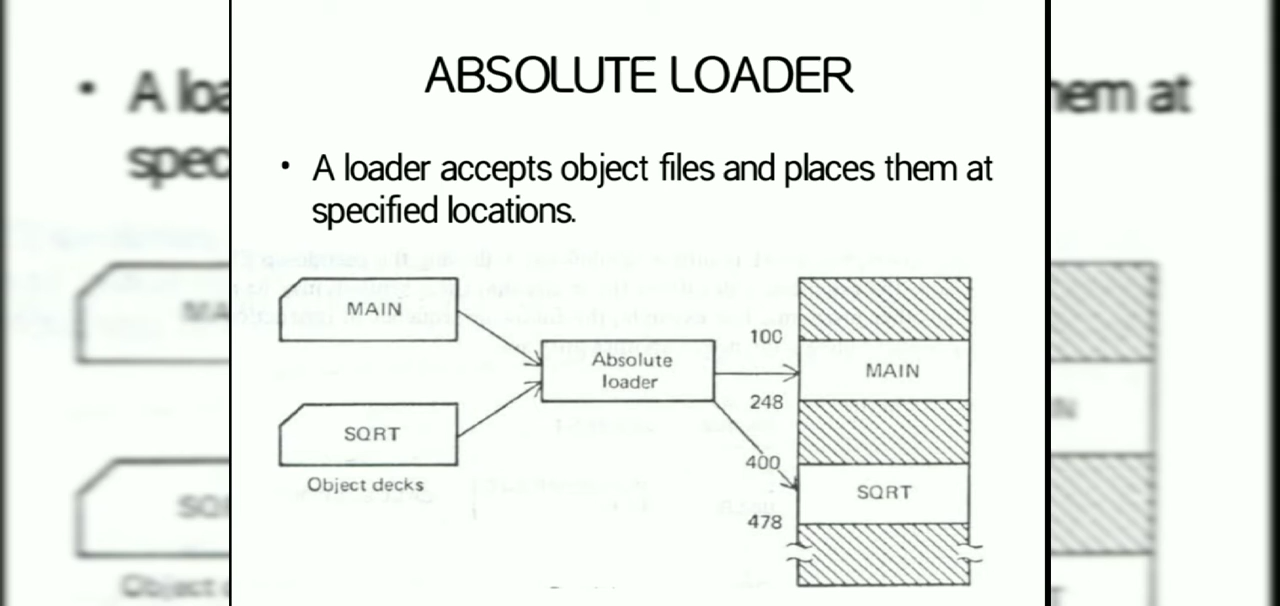 ABSOLUTE LOADER
• A loader accepts object files and places them at
specified locations.
MAIN
SQRT
Object decks
Absolute
loader
100
MAIN
248
400
SQRT
478